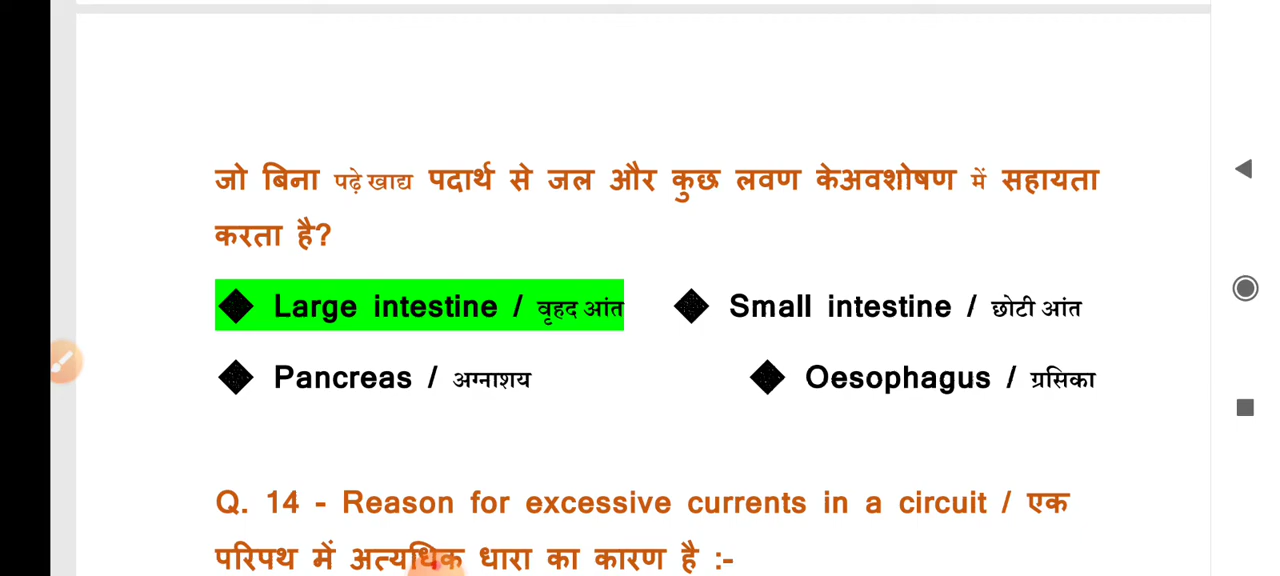 जो बिना पढ़े खाद्य पदार्थ से जल और कुछ लवण केअवशोषण में सहायता
करता है?
◆ Large intestine / वृहद आंत ◆ Small intestine / छोटी आंत
◆ Pancreas / अग्नाशय ◆ Oesophagus / ग्रसिका
Q. 14 - Reason for excessive currents in a circuit / एक
परिपथ में अत्यधिक धारा का कारण है :-